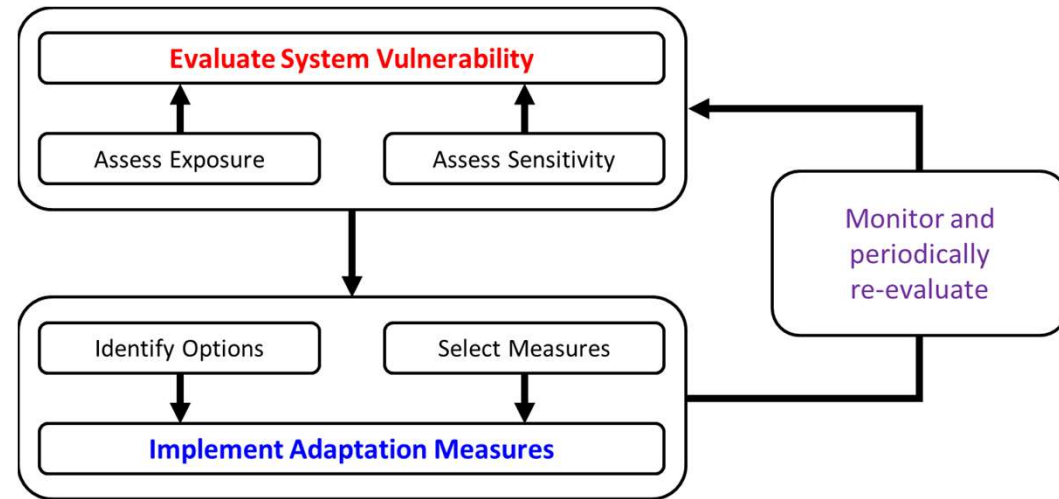 Evaluate System Vulnerability
Assess Exposure
Assess Sensitivity
Monitor and
periodically
re-evaluate
Identify Options
Select Measures
Implement Adaptation Measures